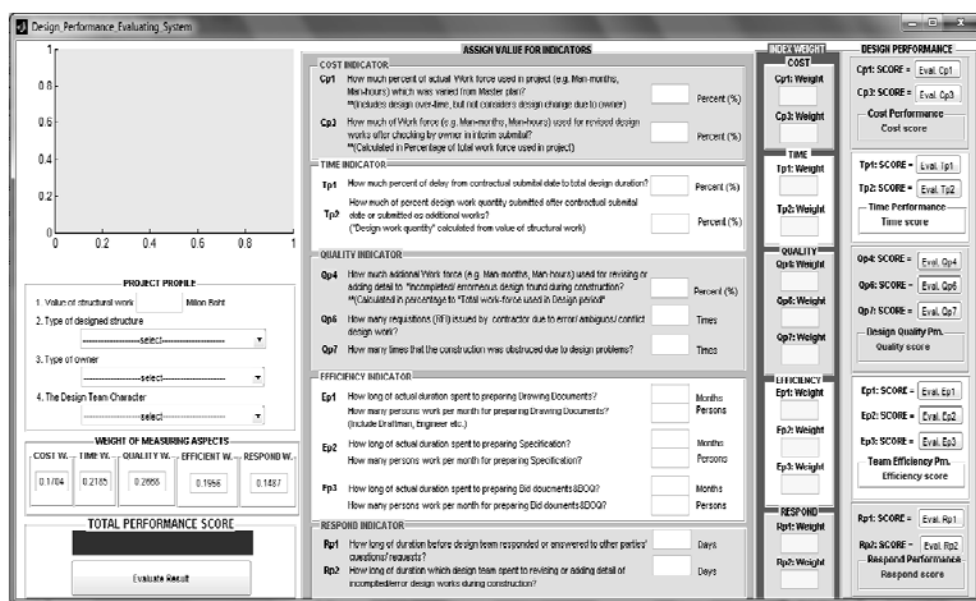 Design_Performance_Evaluating_System
1
0.8
0.6
0.4
0.2
0
0
0.2
0.4
0.6
0.8
1
PROJECT PROFILE
1. Value of structural work
Milion Baht
2. Type of designed structure
---select---
3. Type of owner
---select---
4. The Design Team Character
---select---
WEIGHT OF MEASURING ASPECTS
COST W. TIME W. QUALITY W. EFFICIENT W. RESPOND W.
0.1704 0.2185 0.2668 0.1956 0.1487
TOTAL PERFORMANCE SCORE
Evaluate Result
ASSIGN VALUE FOR INDICATORS
COST INDICATOR
Cp1 How much percent of actual Work force used in project (e.g. Man-months,
Man-hours) which was varied from Master plan?
**(Includes design over-time, but not considers design change due to owner)
Percent (%)
Cp3 How much of Work force (e.g. Man-months, Man-hours) used for revised design
works after checking by owner in interim submital?
**(Calculated in Percentage of total work force used in project)
Percent (%)
TIME INDICATOR
Tp1 How much percent of delay from contractual submital date to total design duration?
Percent (%)
Tp2 How much of percent design work quantity submitted after contractual submital
date or submitted as additional works?
("Design work quantity" calculated from value of structural work)
Percent (%)
QUALITY INDICATOR
Qp4 How much additional Work force (e.g. Man-months, Man-hours) used for revising or
adding detail to "incompleted/ errorneous design found during construction?
**(Calculated in percentage to "Total work-force used in Design period"
Percent (%)
Qp6 How many requisitions (RFI) issued by contractor due to error/ ambiguos/ conflict
design work?
Times
Qp7 How many times that the construction was obstruced due to design problems?
Times
EFFICIENCY INDICATOR
Ep1 How long of actual duration spent to preparing Drawing Documents?
Months
How many persons work per month for preparing Drawing Documents?
Persons
(Include Draftman, Engineer etc.)
Ep2 How long of actual duration spent to preparing Specification?
Months
How many persons work per month for preparing Specification?
Persons
Ep3 How long of actual duration spent to preparing Bid doucments&BOQ?
Months
How many persons work per month for preparing Bid douments&BOQ?
Persons
RESPOND INDICATOR
Rp1 How long of duration before design team responded or answered to other parties'
questions/ requests?
Days
Rp2 How long of duration which design team spent to revising or adding detail of
incompted/error design works during construction?
Days
INDEX WEIGHT
COST
Cp1: Weight
Cp3: Weight
TIME
Tp1: Weight
Tp2: Weight
QUALITY
Qp4: Weight
Qp6: Weight
Qp7: Weight
EFFICIENCY
Ep1: Weight
Ep2: Weight
Ep3: Weight
RESPOND
Rp1: Weight
Rp2: Weight
DESIGN PERFORMANCE
Cp1: SCORE = Eval. Cp1
Cp3: SCORE = Eval. Cp3
Cost Performance
Cost score
Tp1: SCORE = Eval. Tp1
Tp2: SCORE = Eval. Tp2
Time Performance
Time score
Qp4: SCORE = Eval. Qp4
Qp6: SCORE = Eval. Qp6
Qp7: SCORE = Eval. Qp7
Design Quality Pm.
Quality score
Ep1: SCORE = Eval. Ep1
Ep2: SCORE = Eval. Ep2
Ep3: SCORE = Eval. Ep3
Team Efficiency Pm.
Efficiency score
Rp1: SCORE = Eval. Rp1
Rp2: SCORE = Eval. Rp2
Respond Performance
Respond score